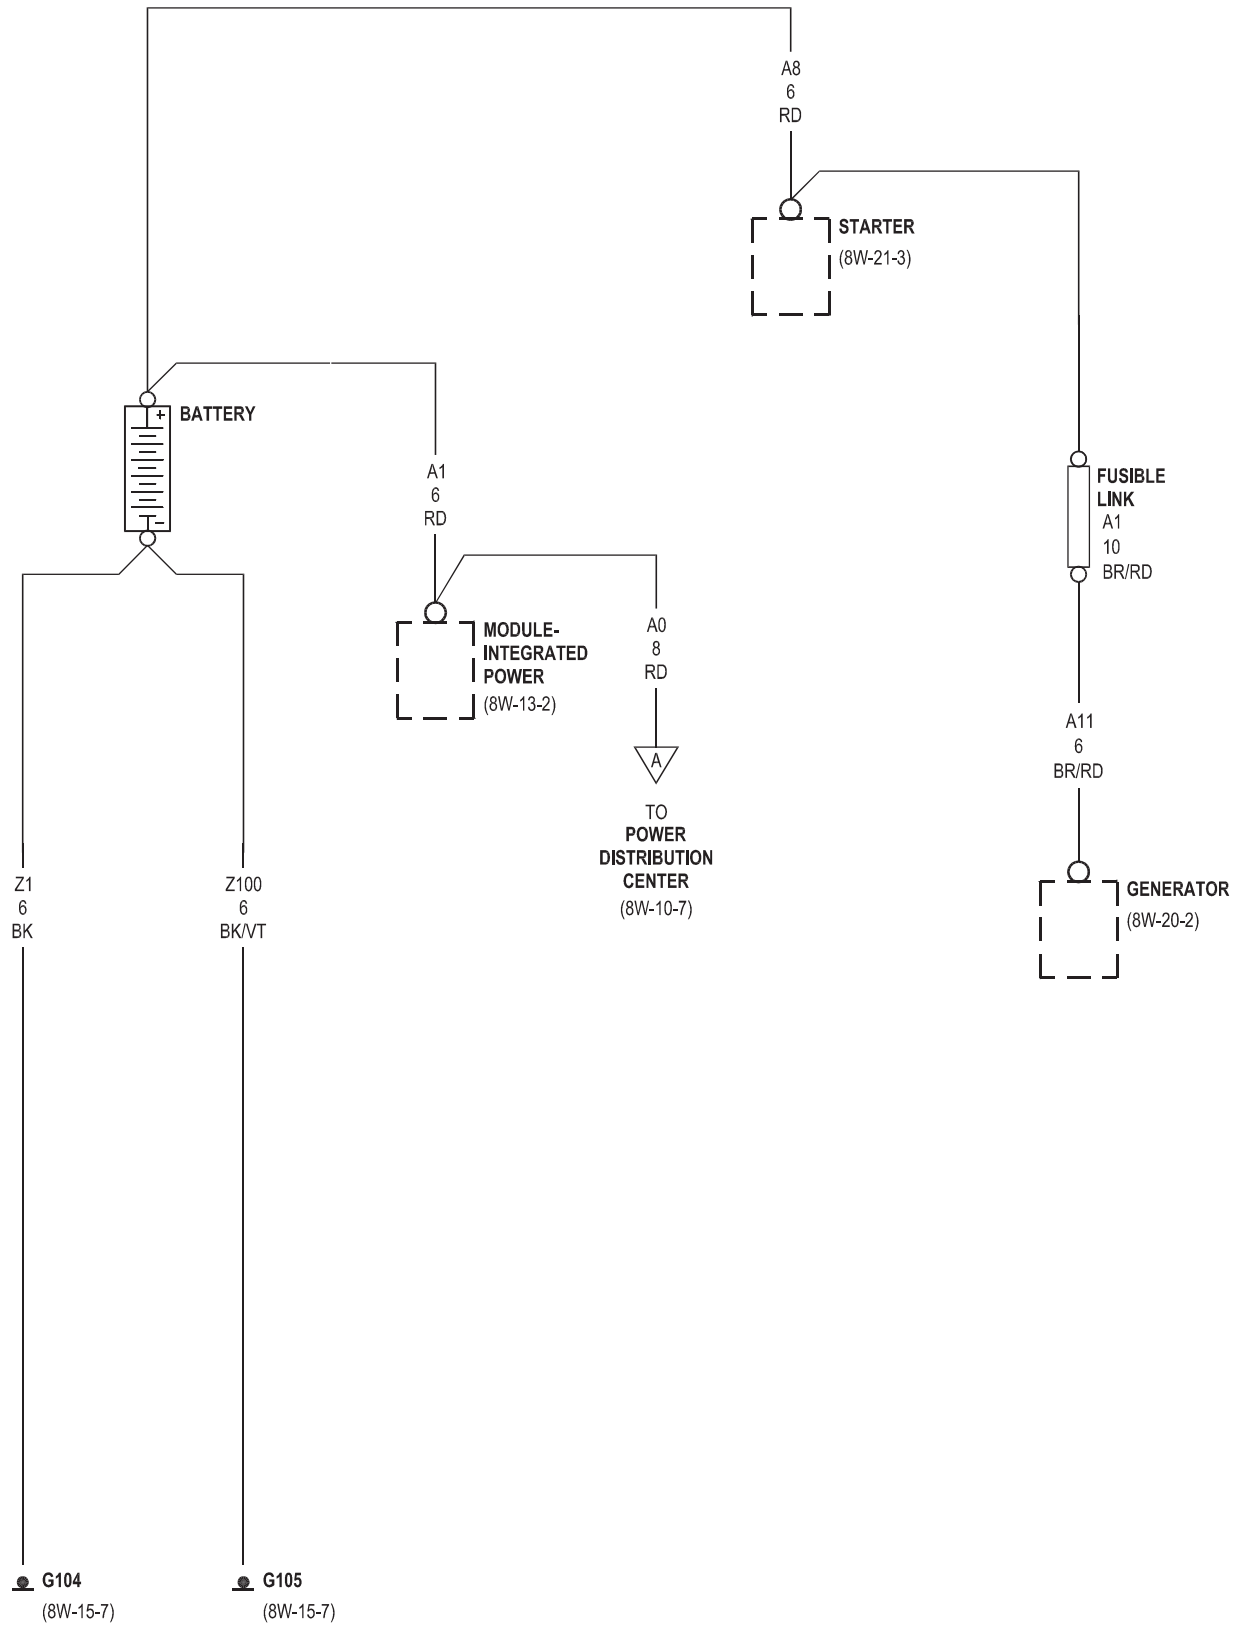 A8
6
RD
STARTER
(8W-21-3)
+
BATTERY
-
A1
6
RD
FUSIBLE
LINK
A1
10
BR/RD
MODULE-
INTEGRATED
POWER
(8W-13-2)
A0
8
RD
A
TO
POWER
DISTRIBUTION
CENTER
(8W-10-7)
A11
6
BR/RD
GENERATOR
(8W-20-2)
Z1
6
BK
Z100
6
BK/VT
G104
(8W-15-7)
G105
(8W-15-7)